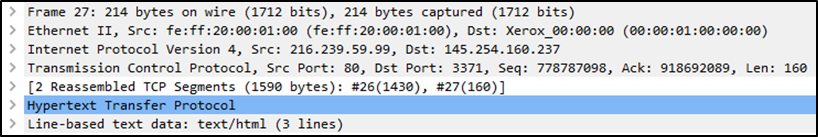 Frame 27: 214 bytes on wire (1712 bits), 214 bytes captured (1712 bits)
Ethernet II, Src: fe:ff:20:00:01:00 (fe:ff:20:00:01:00), Dst: Xerox_00:00:00 (00:00:01:00:00:00)
Internet Protocol Version 4, Src: 216.239.59.99, Dst: 145.254.160.237
Transmission Control Protocol, Src Port: 80, Dst Port: 3371, Seq: 778787098, Ack: 918692089, Len: 160
[2 Reassembled TCP Segments (1590 bytes): #26(1430), #27(160)]
Hypertext Transfer Protocol
Line-based text data: text/html (3 lines)